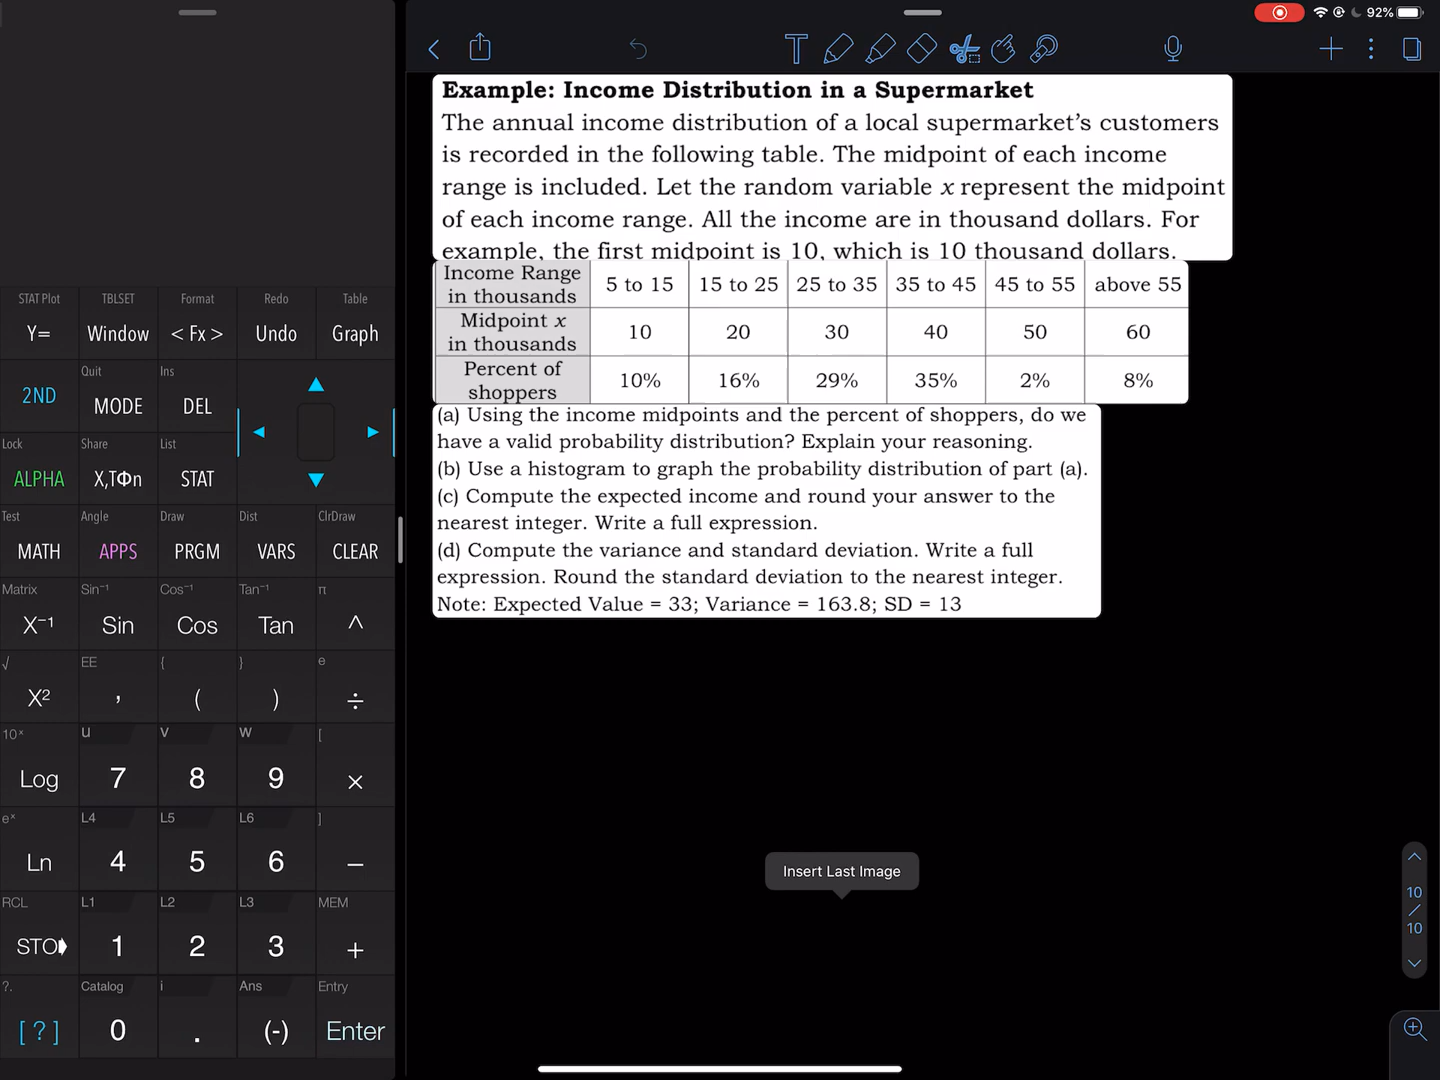 92%
Example: Income Distribution in a Supermarket
The annual income distribution of a local supermarket's customers
is recorded in the following table. The midpoint of each income
range is included. Let the random variable x represent the midpoint
of each income range. All the income are in thousand dollars. For
example, the first midpoint is 10, which is 10 thousand dollars.
Income Range in thousands 5 to 15 15 to 25 25 to 35 35 to 45 45 to 55 above 55
Midpoint x in thousands 10 20 30 40 50 60
Percent of shoppers 10% 16% 29% 35% 2% 8%
(a) Using the income midpoints and the percent of shoppers, do we
have a valid probability distribution? Explain your reasoning.
(b) Use a histogram to graph the probability distribution of part (a).
(c) Compute the expected income and round your answer to the
nearest integer. Write a full expression.
(d) Compute the variance and standard deviation. Write a full
expression. Round the standard deviation to the nearest integer.
Note: Expected Value = 33; Variance = 163.8; SD = 13
Insert Last Image
10
/
10
STAT Plot TBLSET Format Redo Table
Y= Window < Fx > Undo Graph
Quit Ins
2ND MODE DEL
Lock Share List
ALPHA X,TΦn STAT
Test Angle Draw Dist ClrDraw
MATH APPS PRGM VARS CLEAR
Matrix Sin⁻¹ Cos⁻¹ Tan⁻¹ π
X⁻¹ Sin Cos Tan ^
√ EE { } e
X² , ( ) ÷
10ˣ u V W [
Log 7 8 9 ×
eˣ L4 L5 L6 ]
Ln 4 5 6 −
RCL L1 L2 L3 MEM
STO 1 2 3 +
?. Catalog i Ans Entry
[ ? ] 0 . (-) Enter